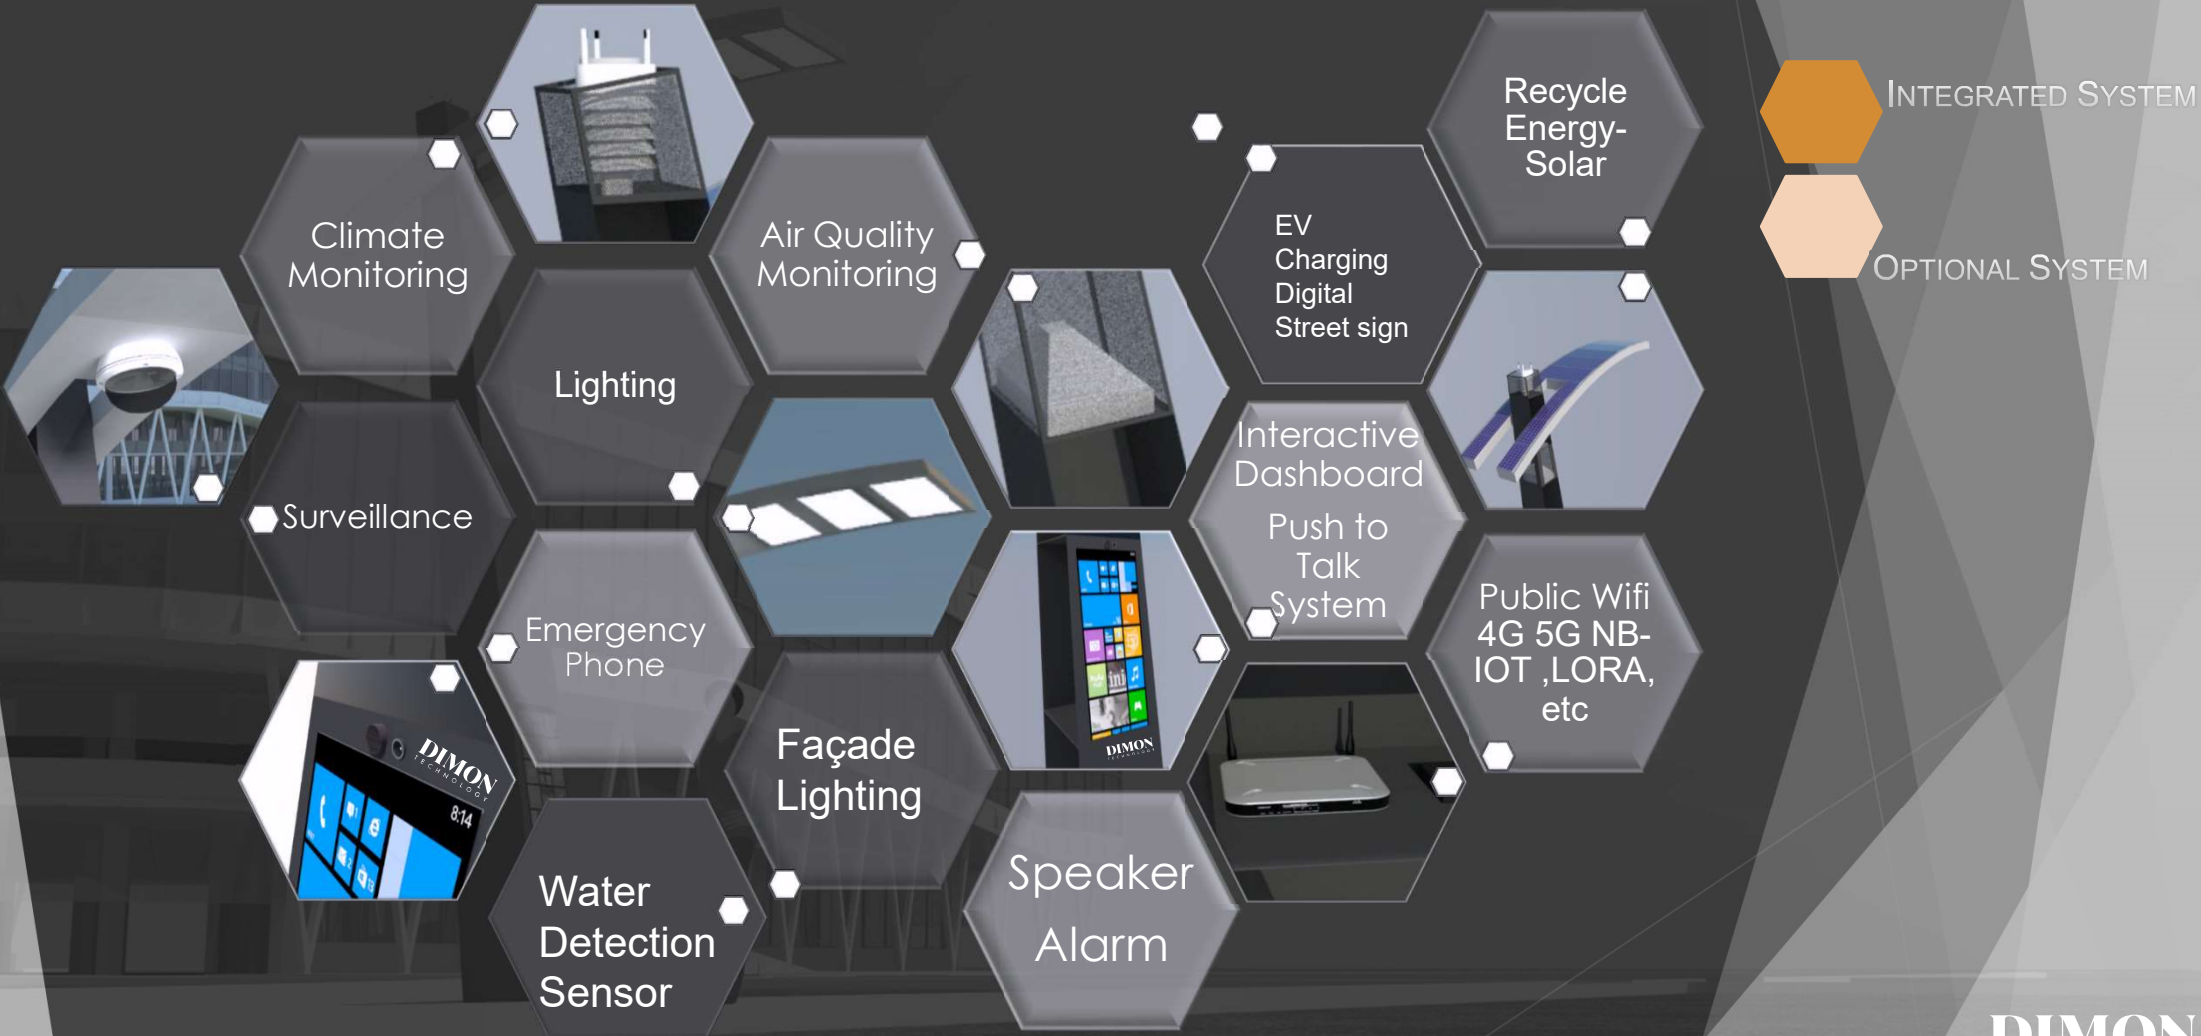 Recycle
Energy-
Solar
INTEGRATED SYSTEM
OPTIONAL SYSTEM
Climate
Monitoring
Air Quality
Monitoring
EV
Charging
Digital
Street sign
Lighting
Interactive
Dashboard
Push to
Talk
System
Surveillance
Emergency
Phone
Public Wifi
4G 5G NB-
IOT ,LORA,
etc
DIMON
TECHNOLOGY
8:14
DIMON
TECHNOLOGY
Façade
Lighting
Water
Detection
Sensor
Speaker
Alarm
DIMON